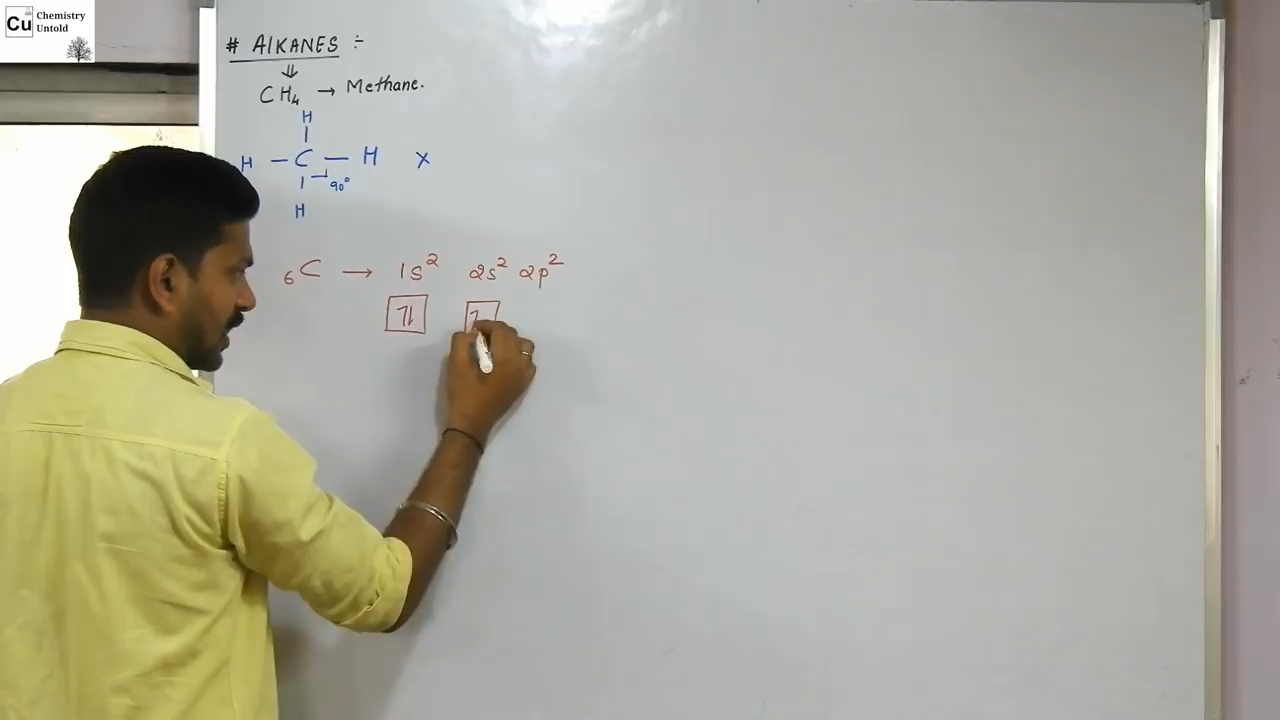 Cu Chemistry
Untold
# AlKANES :-
⇓
CH₄ → Methane.
H
|
H — C — H X
| 90°
H
₆C → 1s² 2s² 2p²
↿⇂ ↿